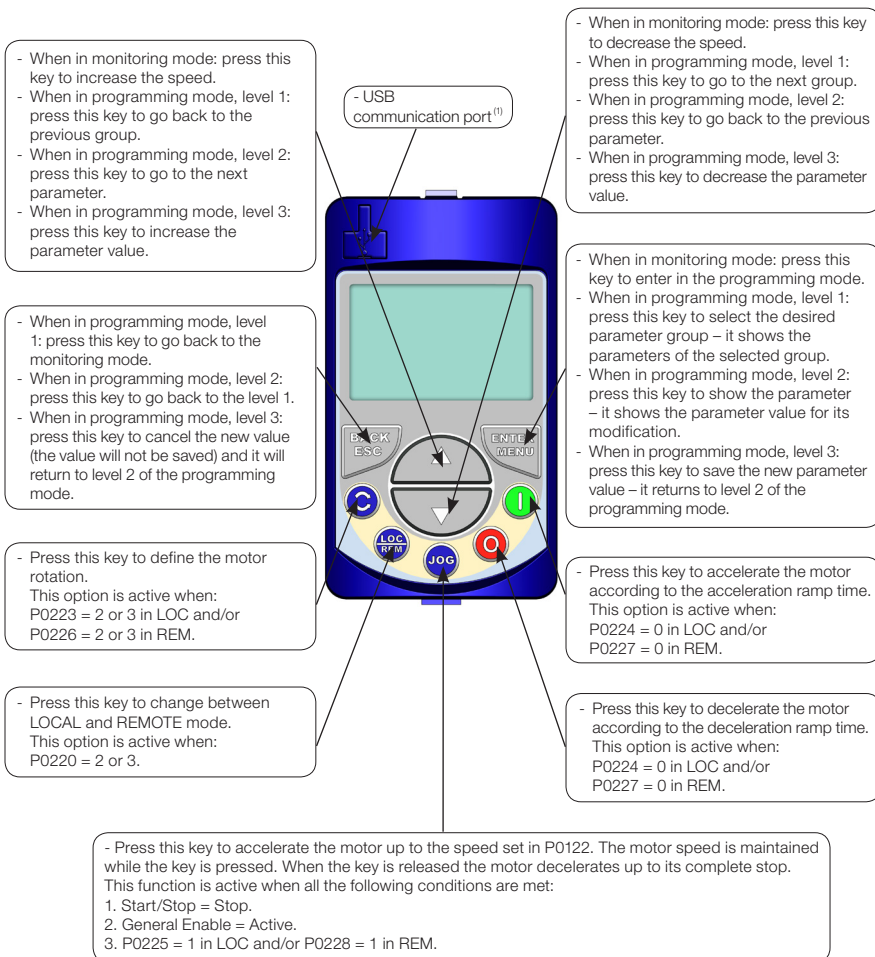 - When in monitoring mode: press this
key to increase the speed.
- When in programming mode, level 1:
press this key to go back to the
previous group.
- When in programming mode, level 2:
press this key to go to the next
parameter.
- When in programming mode, level 3:
press this key to increase the
parameter value.
- USB
communication port (1)
- When in monitoring mode: press this key
to decrease the speed.
- When in programming mode, level 1:
press this key to go to the next group.
- When in programming mode, level 2:
press this key to go back to the previous
parameter.
- When in programming mode, level 3:
press this key to decrease the parameter
value.
- When in programming mode, level
1: press this key to go back to the
monitoring mode.
- When in programming mode, level 2:
press this key to go back to the level 1.
- When in programming mode, level 3:
press this key to cancel the new value
(the value will not be saved) and it will
return to level 2 of the programming
mode.
- When in monitoring mode: press this
key to enter in the programming mode.
- When in programming mode, level 1:
press this key to select the desired
parameter group – it shows the
parameters of the selected group.
- When in programming mode, level 2:
press this key to show the parameter
– it shows the parameter value for its
modification.
- When in programming mode, level 3:
press this key to save the new parameter
value – it returns to level 2 of the
programming mode.
BACK
ESC
ENTER
MENU
C
I
LOC
REM
JOG
O
- Press this key to define the motor
rotation.
This option is active when:
P0223 = 2 or 3 in LOC and/or
P0226 = 2 or 3 in REM.
- Press this key to accelerate the motor
according to the acceleration ramp time.
This option is active when:
P0224 = 0 in LOC and/or
P0227 = 0 in REM.
- Press this key to change between
LOCAL and REMOTE mode.
This option is active when:
P0220 = 2 or 3.
- Press this key to decelerate the motor
according to the deceleration ramp time.
This option is active when:
P0224 = 0 in LOC and/or
P0227 = 0 in REM.
- Press this key to accelerate the motor up to the speed set in P0122. The motor speed is maintained
while the key is pressed. When the key is released the motor decelerates up to its complete stop.
This function is active when all the following conditions are met:
1. Start/Stop = Stop.
2. General Enable = Active.
3. P0225 = 1 in LOC and/or P0228 = 1 in REM.